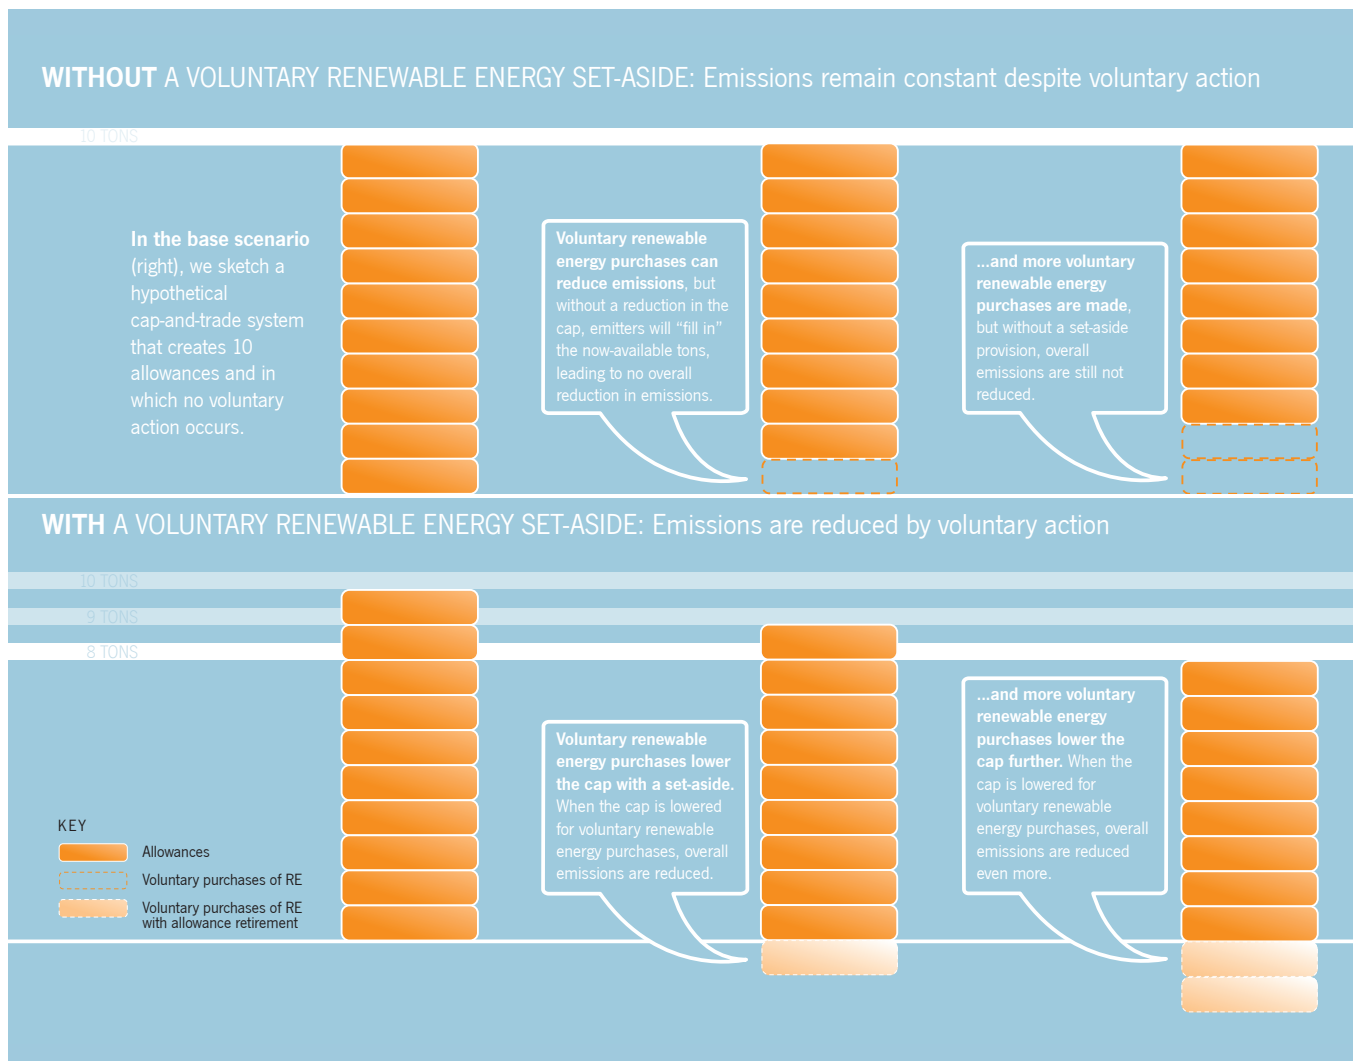 WITHOUT A VOLUNTARY RENEWABLE ENERGY SET-ASIDE: Emissions remain constant despite voluntary action
10 TONS
In the base scenario
(right), we sketch a
hypothetical
cap-and-trade system
that creates 10
allowances and in
which no voluntary
action occurs.
Voluntary renewable
energy purchases can
reduce emissions, but
without a reduction in the
cap, emitters will “fill in”
the now-available tons,
leading to no overall
reduction in emissions.
...and more voluntary
renewable energy
purchases are made,
but without a set-aside
provision, overall
emissions are still not
reduced.
WITH A VOLUNTARY RENEWABLE ENERGY SET-ASIDE: Emissions are reduced by voluntary action
10 TONS
9 TONS
8 TONS
Voluntary renewable
energy purchases lower
the cap with a set-aside.
When the cap is lowered
for voluntary renewable
energy purchases, overall
emissions are reduced.
...and more voluntary
renewable energy
purchases lower the
cap further. When the
cap is lowered for
voluntary renewable
energy purchases, overall
emissions are reduced
even more.
KEY
Allowances
Voluntary purchases of RE
Voluntary purchases of RE
with allowance retirement